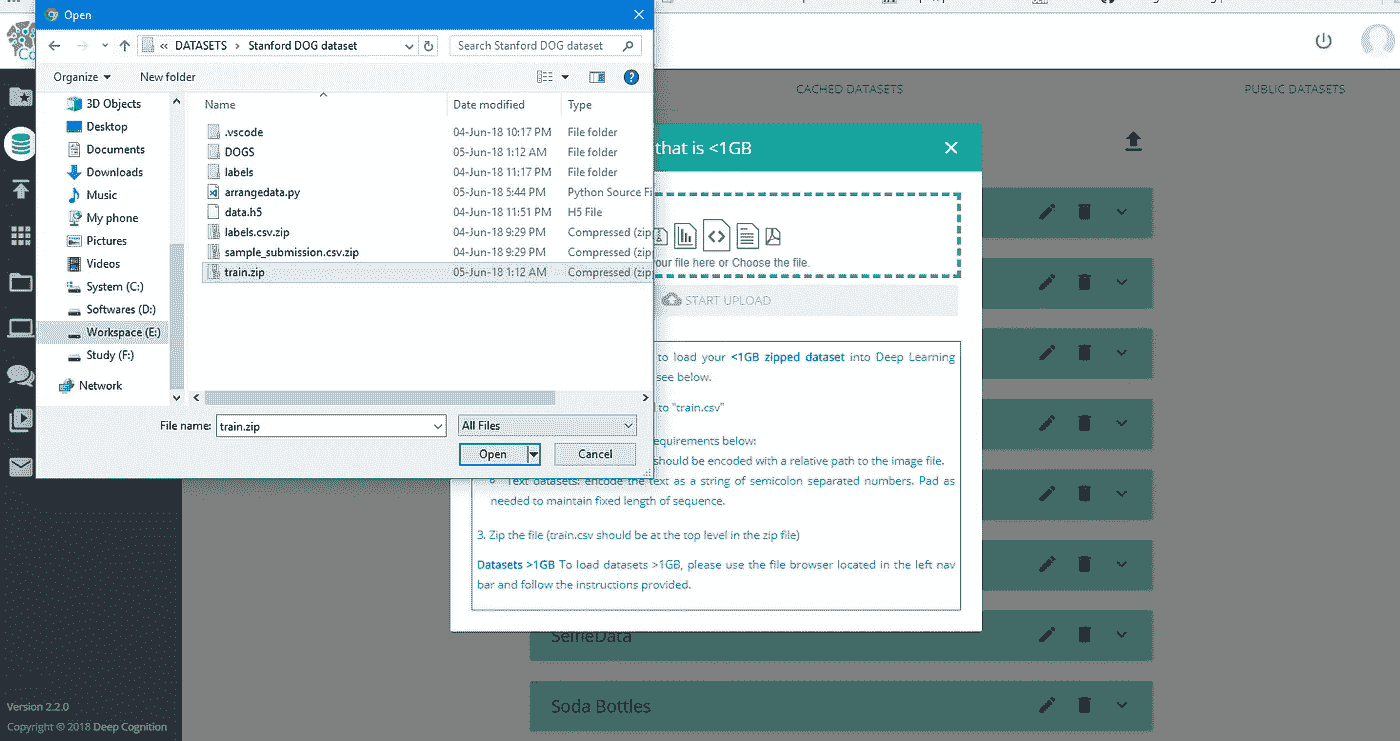 Open
« DATASETS › Stanford DOG dataset
Search Stanford DOG dataset
Organize
New folder
Name
Date modified
Type
3D Objects
Desktop
Documents
Downloads
Music
My phone
Pictures
Videos
System (C:)
Softwares (D:)
Workspace (E:)
Study (F:)
Network
.vscode 04-Jun-18 10:17 PM File folder
DOGS 05-Jun-18 1:12 AM File folder
labels 04-Jun-18 11:17 PM File folder
arrangedata.py 05-Jun-18 5:44 PM Python Source Fi
data.h5 04-Jun-18 11:51 PM H5 File
labels.csv.zip 04-Jun-18 9:29 PM Compressed (zip
sample_submission.csv.zip 04-Jun-18 9:29 PM Compressed (zip
train.zip 05-Jun-18 1:12 AM Compressed (zip
File name: train.zip
All Files
Open
Cancel
CACHED DATASETS
PUBLIC DATASETS
that is <1GB
our file here or Choose the file.
START UPLOAD
to load your <1GB zipped dataset into Deep Learning
see below.
to "train.csv"
equirements below:
should be encoded with a relative path to the image file.
Text datasets: encode the text as a string of semicolon separated numbers. Pad as
needed to maintain fixed length of sequence.
3. Zip the file (train.csv should be at the top level in the zip file)
Datasets >1GB To load datasets >1GB, please use the file browser located in the left nav
bar and follow the instructions provided.
SelfieData
Soda Bottles
Version 2.2.0
Copyright © 2018 Deep Cognition